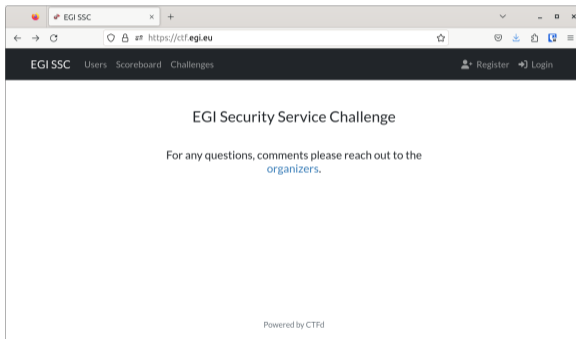 EGI SSC
https://ctf.egi.eu
EGI SSC Users Scoreboard Challenges Register Login
EGI Security Service Challenge
For any questions, comments please reach out to the
organizers.
Powered by CTFd